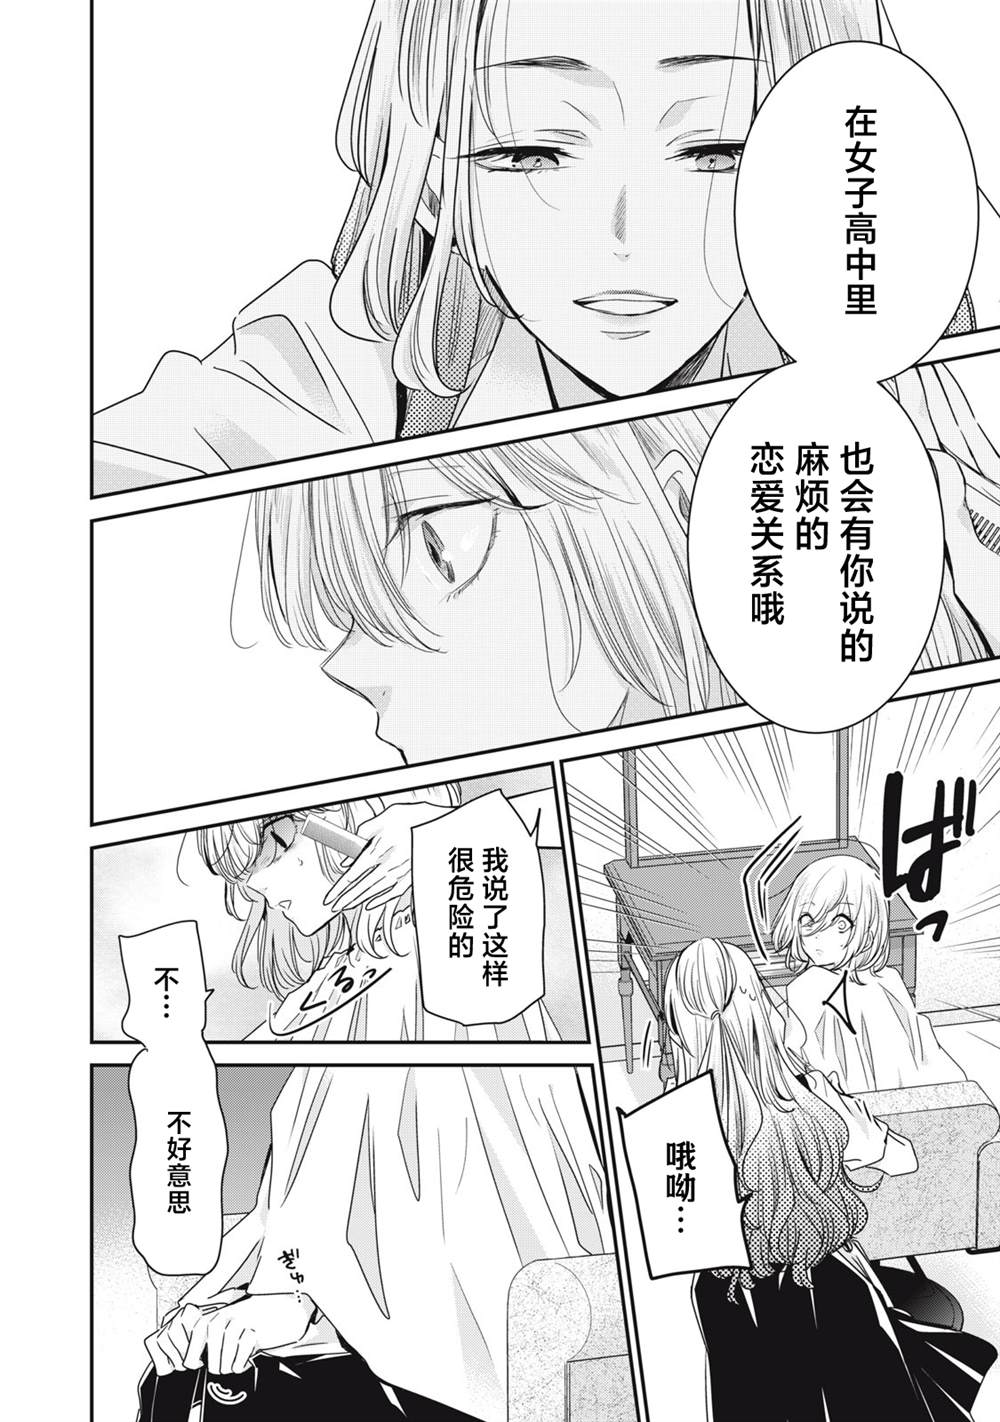 在女子高中里
也会有你说的
麻烦的
恋爱关系哦
ばっ
哦呦…
我说了这样
很危险的
くるっ
不…
不好意思
ぎゅ…